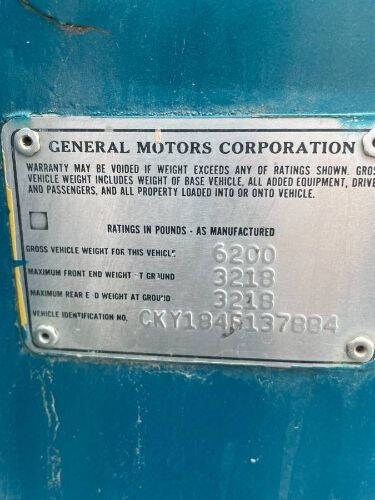 GENERAL MOTORS CORPORATION
WARRANTY MAY BE VOIDED IF WEIGHT EXCEEDS ANY OF RATINGS SHOWN. GROS
VEHICLE WEIGHT INCLUDES WEIGHT OF BASE VEHICLE, ALL ADDED EQUIPMENT, DRIVE
AND PASSENGERS, AND ALL PROPERTY LOADED INTO OR ONTO VEHICLE.
RATINGS IN POUNDS - AS MANUFACTURED
GROSS VEHICLE WEIGHT FOR THIS VEHICLE 6200
MAXIMUM FRONT END WEIGHT T GROUND 3218
MAXIMUM REAR E D WEIGHT AT GROUND 3218
VEHICLE IDENTIFICATION NO.